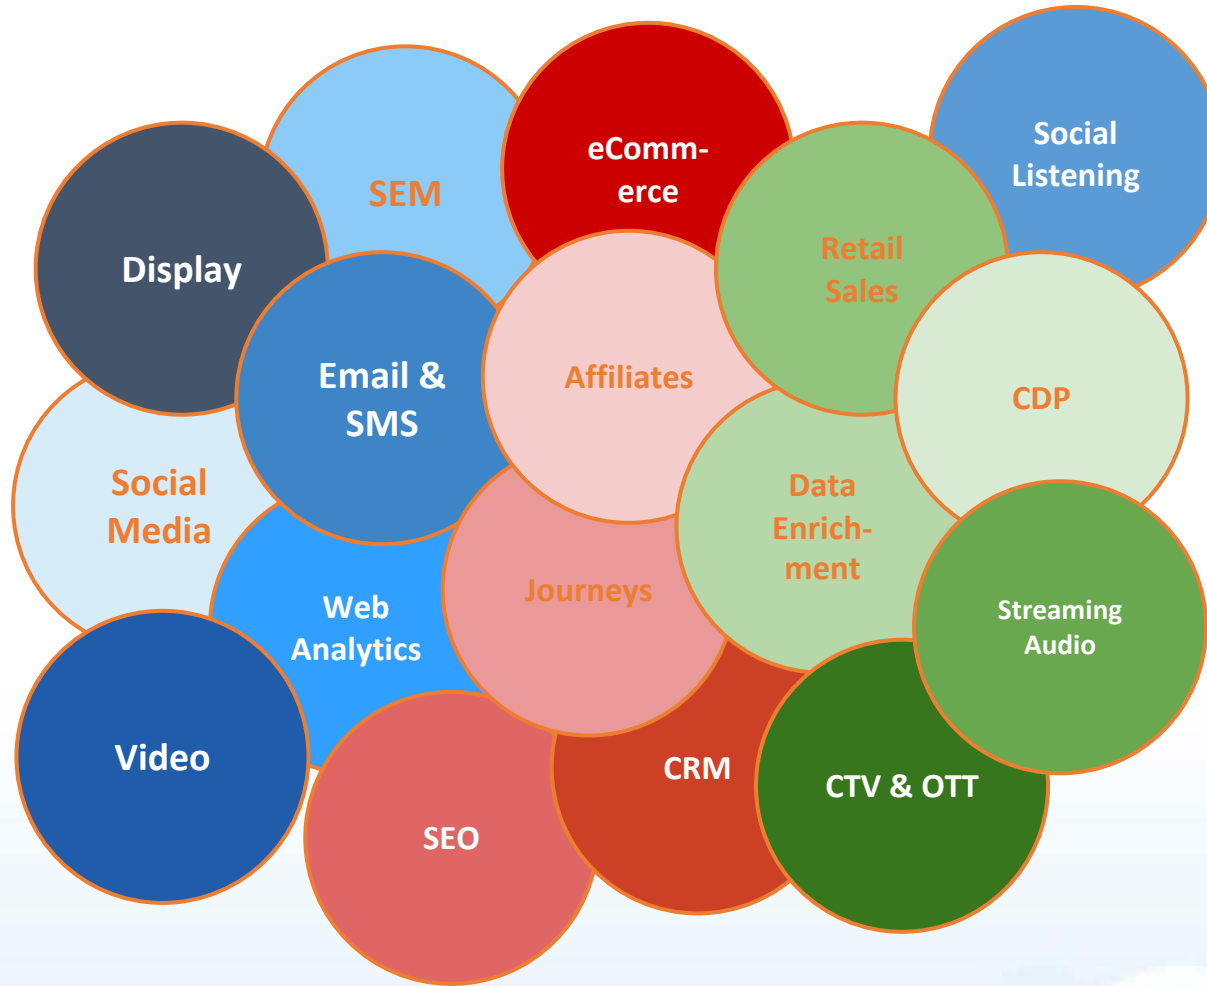 Social
Listening
eComm-
erce
SEM
Retail
Sales
Display
Email &
SMS
Affiliates
CDP
Social
Media
Data
Enrich-
ment
Journeys
Web
Analytics
Streaming
Audio
Video
CRM
CTV & OTT
SEO